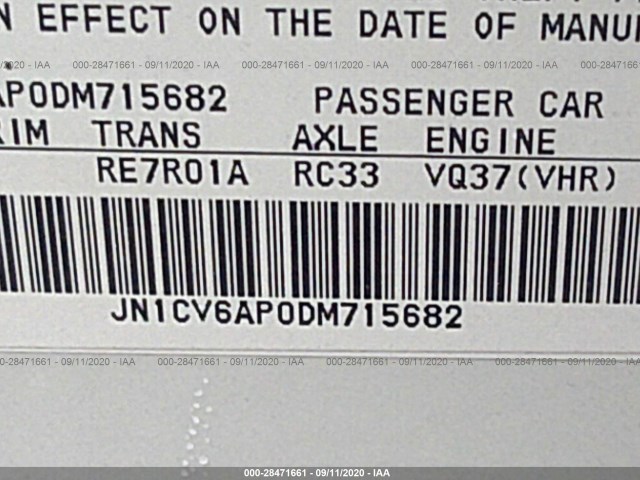 N EFFECT ON THE DATE OF MANU
/2020 - IAA 000-28471661 - 09/11/2020 - IAA 000-28471661 - 09/11/2020 - IAA 000-28471661 - 09/11/2020 - IAA 000-28471661
AP0DM715682 PASSENGER CAR
RIM TRANS AXLE ENGINE
RE7R01A RC33 VQ37(VHR)
JN1CV6AP0DM715682
000-28471661 - 09/11/2020 - IAA 000-28471661 - 09/11/2020 - IAA 000-28471661 - 09/11/2020 - IAA 000-28471661 - 09/11/2020 - IAA
000-28471661 - 09/11/2020 - IAA